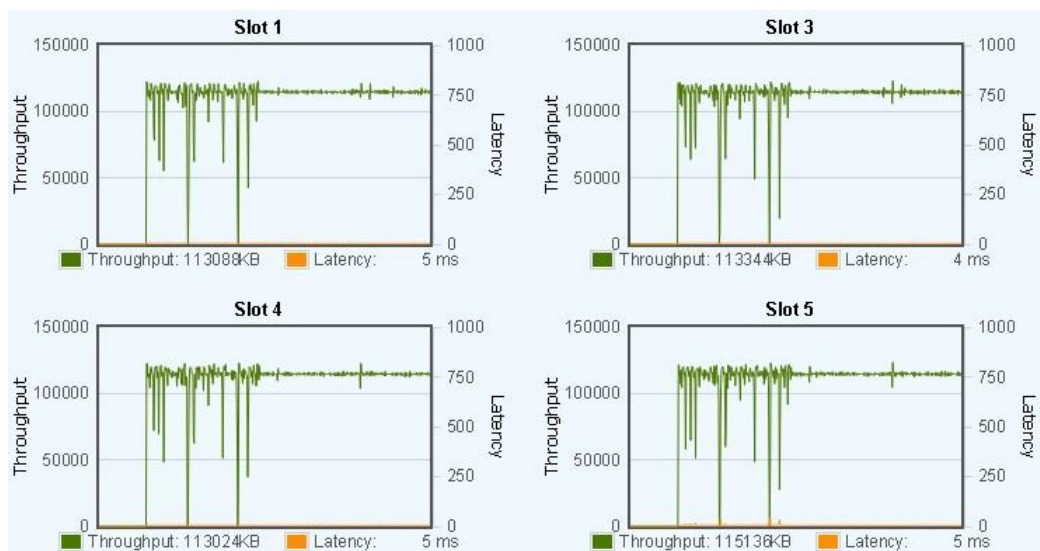 Slot 1
Slot 3
150000
100000
50000
0
Throughput
1000
750
500
250
0
Latency
150000
100000
50000
0
Throughput
1000
750
500
250
0
Latency
Throughput: 113088KB Latency: 5 ms
Throughput: 113344KB Latency: 4 ms
Slot 4
Slot 5
150000
100000
50000
0
Throughput
1000
750
500
250
0
Latency
150000
100000
50000
0
Throughput
1000
750
500
250
0
Latency
Throughput: 113024KB Latency: 5 ms
Throughput: 115136KB Latency: 5 ms